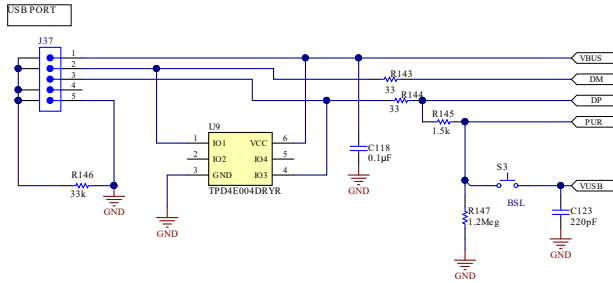 USB PORT
J37
1
2
3
4
5
VBUS
R143
33
DM
R144
33
DP
R145
1.5k
PUR
U9
1 IO1 VCC 6
2 IO2 IO4 5
3 GND IO3 4
TPD4E004DRYR
C118
0.1µF
GND
S3
BSL
VUSB
R146
33k
GND
GND
R147
1.2Meg
GND
C123
220pF
GND